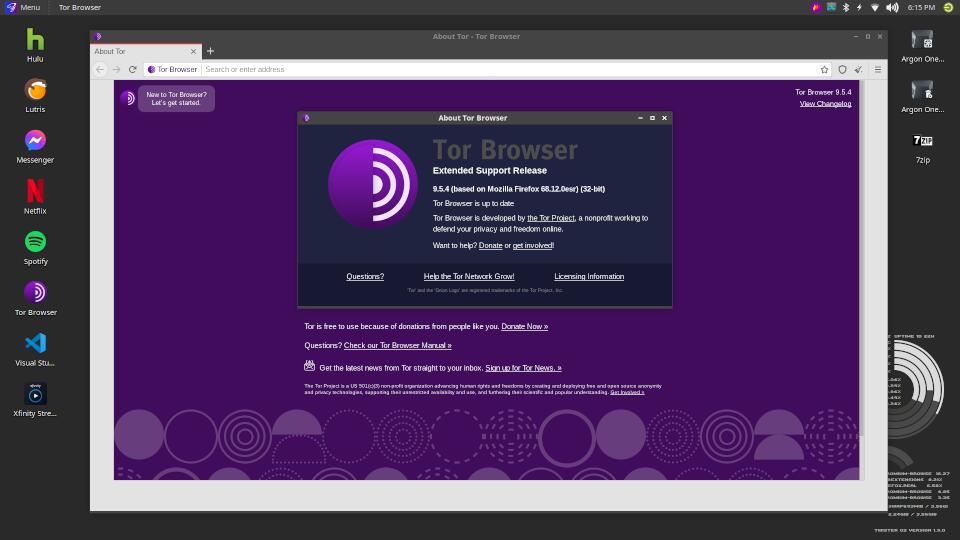 Menu
Tor Browser
6:15 PM
Hulu
Lutris
Messenger
Netflix
Spotify
Tor Browser
Visual Stu...
Xfinity Stre...
Argon One...
Argon One...
7zip
About Tor - Tor Browser
About Tor
Tor Browser
Search or enter address
New to Tor Browser?
Let's get started.
Tor Browser 9.5.4
View Changelog
About Tor Browser
Tor Browser
Extended Support Release
9.5.4 (based on Mozilla Firefox 68.12.0esr) (32-bit)
Tor Browser is up to date
Tor Browser is developed by the Tor Project, a nonprofit working to
defend your privacy and freedom online.
Want to help? Donate or get involved!
Questions?
Help the Tor Network Grow!
Licensing Information
'Tor' and the 'Onion Logo' are registered trademarks of the Tor Project, Inc.
Tor is free to use because of donations from people like you. Donate Now »
Questions? Check our Tor Browser Manual »
Get the latest news from Tor straight to your inbox. Sign up for Tor News. »
The Tor Project is a US 501(c)(3) non-profit organization advancing human rights and freedoms by creating and deploying free and open source anonymity
and privacy technologies, supporting their unrestricted availability and use, and furthering their scientific and popular understanding. Get Involved »
TWISTER OS VERSION 1.9.0